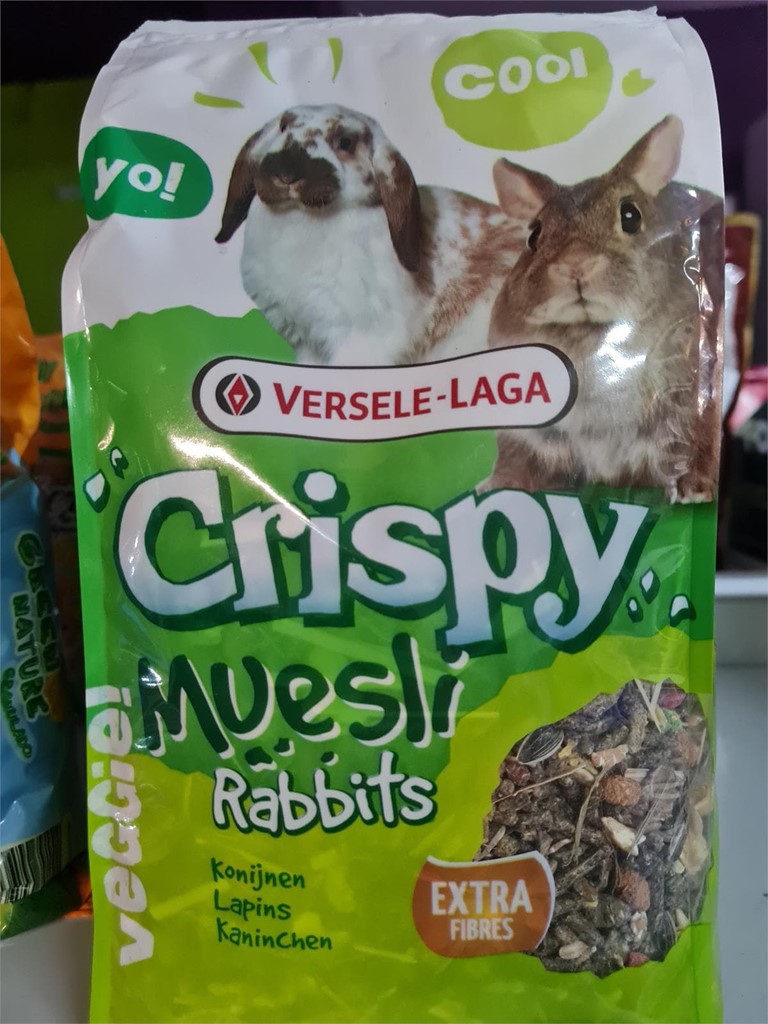 COOl
yo!
VERSELE-LAGA
Crispy
Muesli
Rabbits
veGGie!
Konijnen
Lapins
Kaninchen
EXTRA
FIBRES
GREEN
NATURE